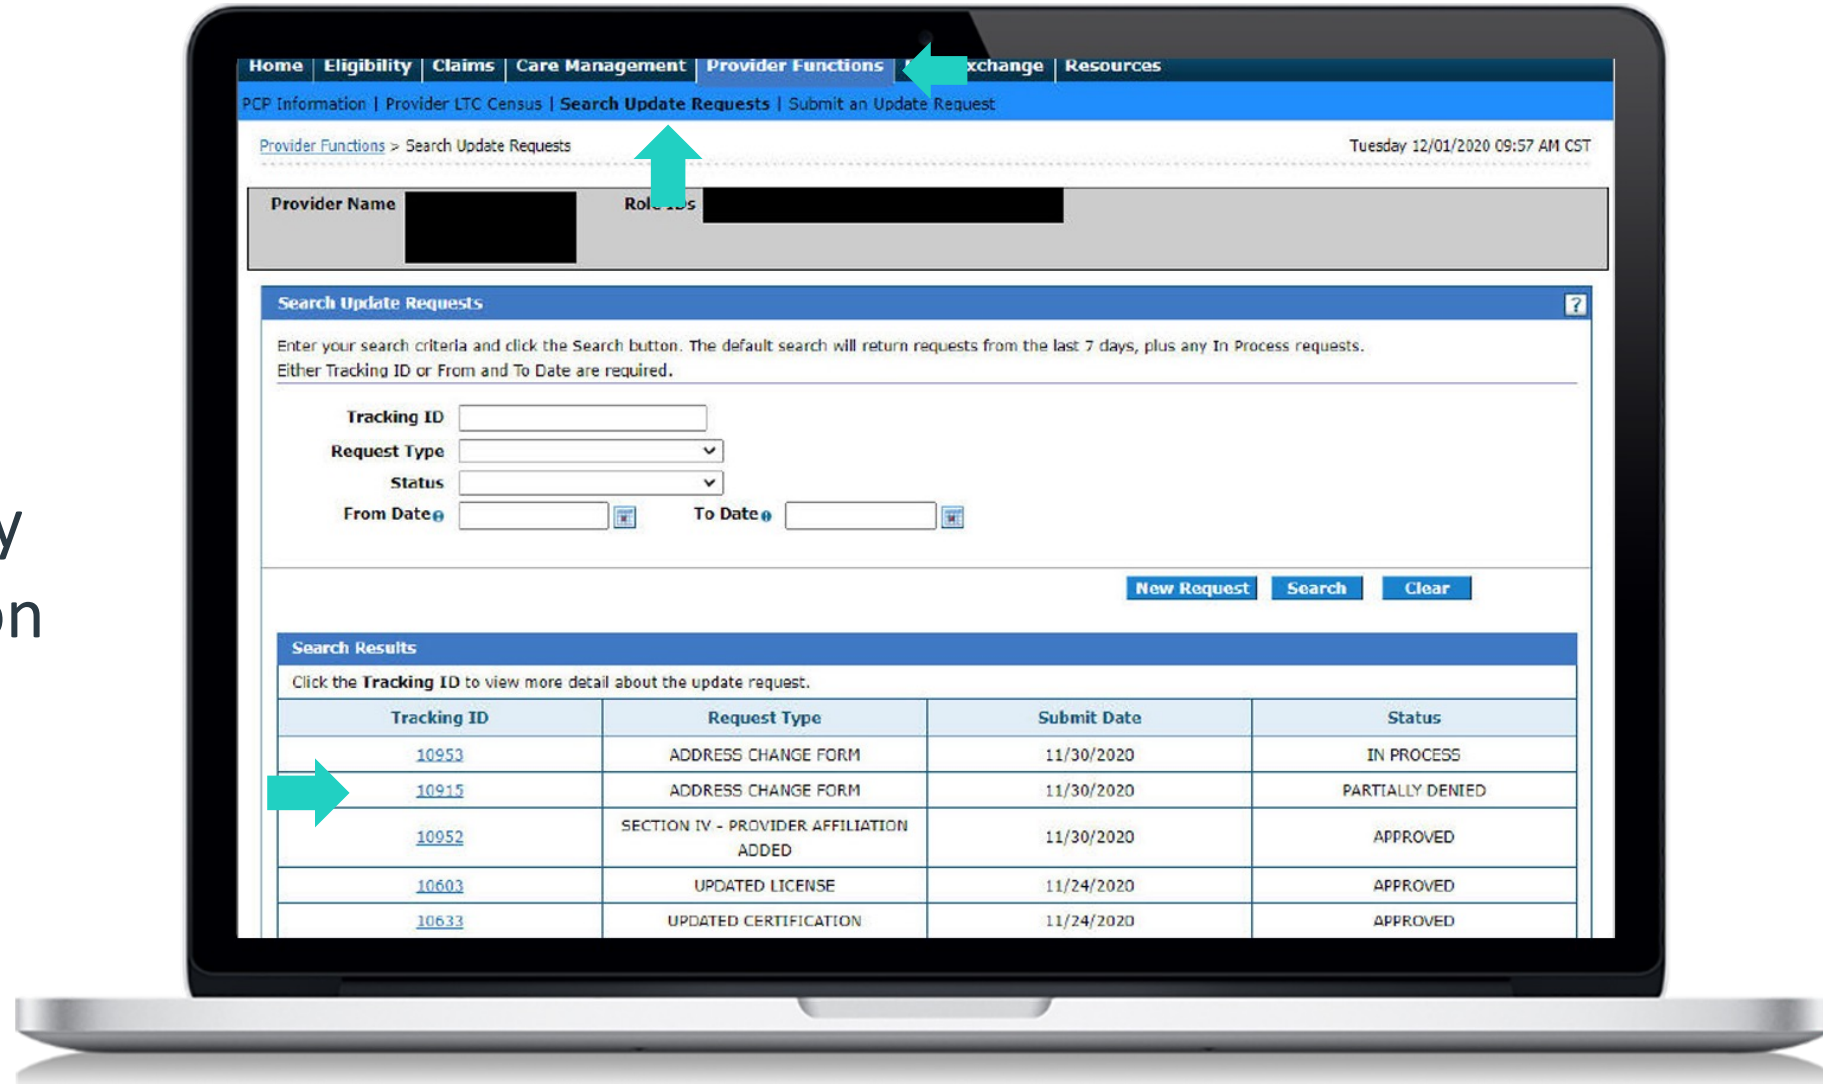 Home Eligibility Claims Care Management Provider Functions xchange Resources
PCP Information | Provider LTC Census | Search Update Requests | Submit an Update Request
Provider Functions > Search Update Requests
Tuesday 12/01/2020 09:57 AM CST
Provider Name
Role IDs
Search Update Requests
?
Enter your search criteria and click the Search button. The default search will return requests from the last 7 days, plus any In Process requests.
Either Tracking ID or From and To Date are required.
Tracking ID
Request Type
Status
From Date To Date
y
on
New Request Search Clear
Search Results
Click the Tracking ID to view more detail about the update request.
Tracking ID Request Type Submit Date Status
10953 ADDRESS CHANGE FORM 11/30/2020 IN PROCESS
10915 ADDRESS CHANGE FORM 11/30/2020 PARTIALLY DENIED
10952 SECTION IV - PROVIDER AFFILIATION ADDED 11/30/2020 APPROVED
10603 UPDATED LICENSE 11/24/2020 APPROVED
10633 UPDATED CERTIFICATION 11/24/2020 APPROVED